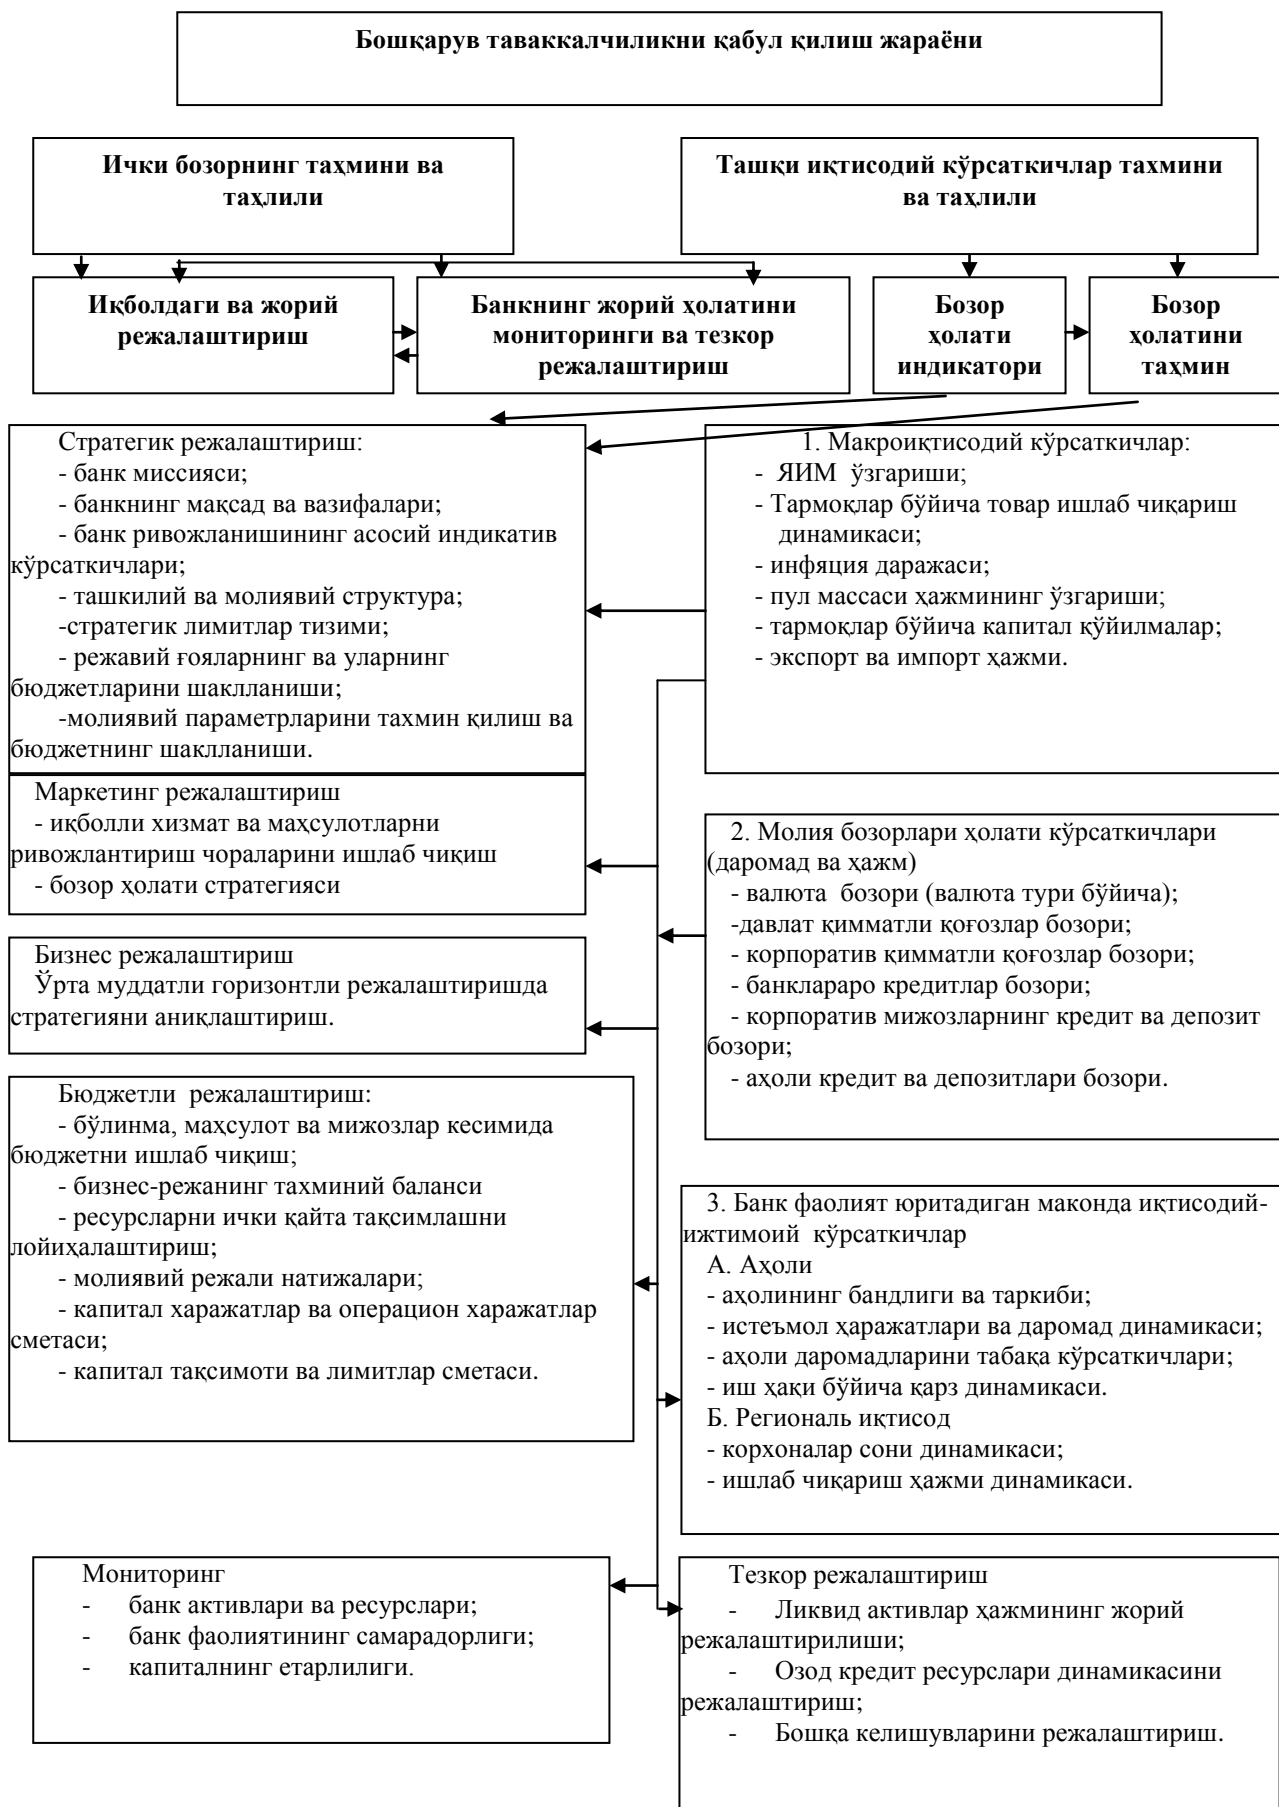 Бошқарув таваккалчиликни қабул қилиш жараёни
Ички бозорнинг таҳмини ва
таҳлили
Ташқи иқтисодий кўрсаткичлар тахмини
ва таҳлили
Иқболдаги ва жорий
режалаштириш
Банкнинг жорий ҳолатини
мониторинги ва тезкор
режалаштириш
Бозор
ҳолати
индикатори
Бозор
ҳолатини
таҳмин
Стратегик режалаштириш:
- банк миссияси;
- банкнинг мақсад ва вазифалари;
- банк ривожланишининг асосий индикатив
кўрсаткичлари;
- ташкилий ва молиявий структура;
-стратегик лимитлар тизими;
- режавий ғояларнинг ва уларнинг
бюджетларини шаклланиши;
-молиявий параметрларини тахмин қилиш ва
бюджетнинг шаклланиши.
1. Макроиқтисодий кўрсаткичлар:
- ЯИМ ўзгариши;
- Тармоқлар бўйича товар ишлаб чиқариш
динамикаси;
- инфяция даражаси;
- пул массаси ҳажмининг ўзгариши;
- тармоқлар бўйича капитал қўйилмалар;
- экспорт ва импорт ҳажми.
Маркетинг режалаштириш
- иқболли хизмат ва маҳсулотларни
ривожлантириш чораларини ишлаб чиқиш
- бозор ҳолати стратегияси
2. Молия бозорлари ҳолати кўрсаткичлари
(даромад ва ҳажм)
- валюта бозори (валюта тури бўйича);
-давлат қимматли қоғозлар бозори;
- корпоратив қимматли қоғозлар бозори;
- банклараро кредитлар бозори;
- корпоратив мижозларнинг кредит ва депозит
бозори;
- аҳоли кредит ва депозитлари бозори.
Бизнес режалаштириш
Ўрта муддатли горизонтли режалаштиришда
стратегияни аниқлаштириш.
Бюджетли режалаштириш:
- бўлинма, маҳсулот ва мижозлар кесимида
бюджетни ишлаб чиқиш;
- бизнес-режанинг тахминий баланси
- ресурсларни ички қайта тақсимлашни
лойиҳалаштириш;
- молиявий режали натижалари;
- капитал харажатлар ва операцион харажатлар
сметаси;
- капитал тақсимоти ва лимитлар сметаси.
3. Банк фаолият юритадиган маконда иқтисодий-
ижтимоий кўрсаткичлар
А. Аҳоли
- аҳолининг бандлиги ва таркиби;
- истеъмол ҳаражатлари ва даромад динамикаси;
- аҳоли даромадларини табақа кўрсаткичлари;
- иш ҳақи бўйича қарз динамикаси.
Б. Региональ иқтисод
- корхоналар сони динамикаси;
- ишлаб чиқариш ҳажми динамикаси.
Мониторинг
- банк активлари ва ресурслари;
- банк фаолиятининг самарадорлиги;
- капиталнинг етарлилиги.
Тезкор режалаштириш
- Ликвид активлар ҳажмининг жорий
режалаштирилиши;
- Озод кредит ресурслари динамикасини
режалаштириш;
- Бошқа келишувларини режалаштириш.